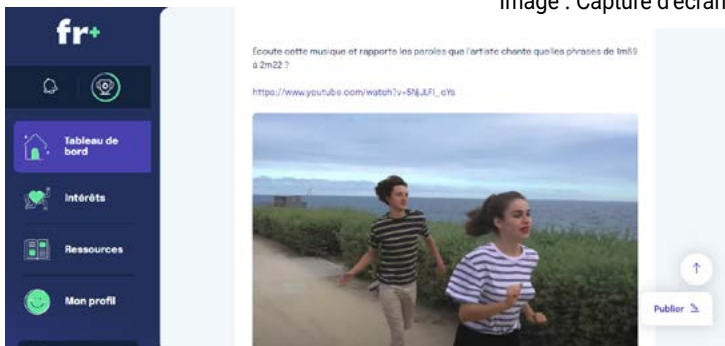 Image : Capture d'écran
fr+
Écoute cette musique et rapporte les paroles que l'artiste chante quelles phrases de 1m59
à 2m22 ?
Tableau de
bord
Intérêts
Ressources
Mon profil
Publier